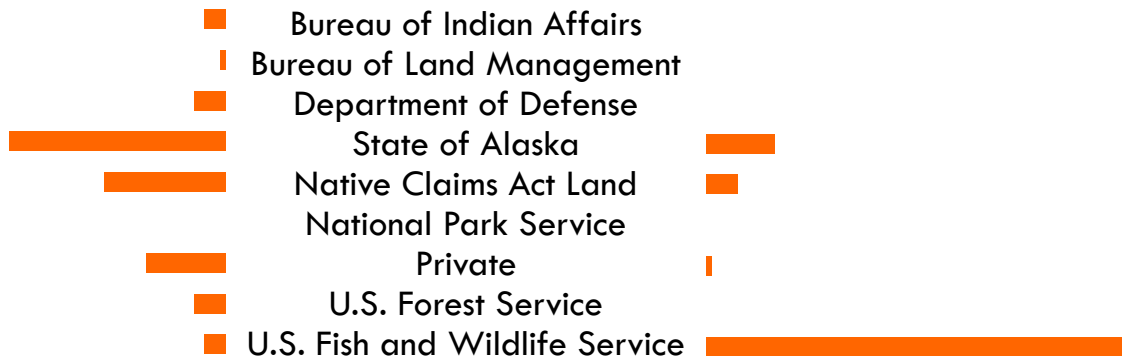 Bureau of Indian Affairs
Bureau of Land Management
Department of Defense
State of Alaska
Native Claims Act Land
National Park Service
Private
U.S. Forest Service
U.S. Fish and Wildlife Service